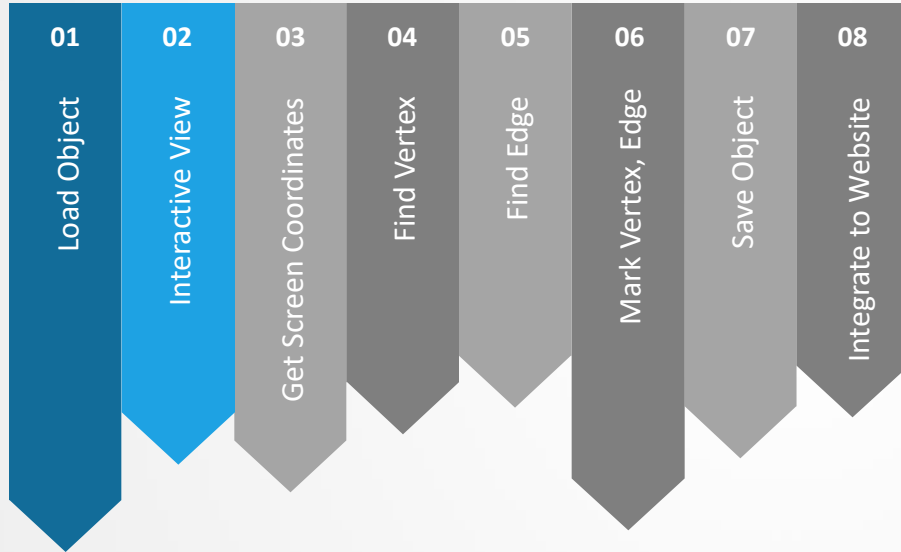 01
Load Object
02
Interactive View
03
Get Screen Coordinates
04
Find Vertex
05
Find Edge
06
Mark Vertex, Edge
07
Save Object
08
Integrate to Website